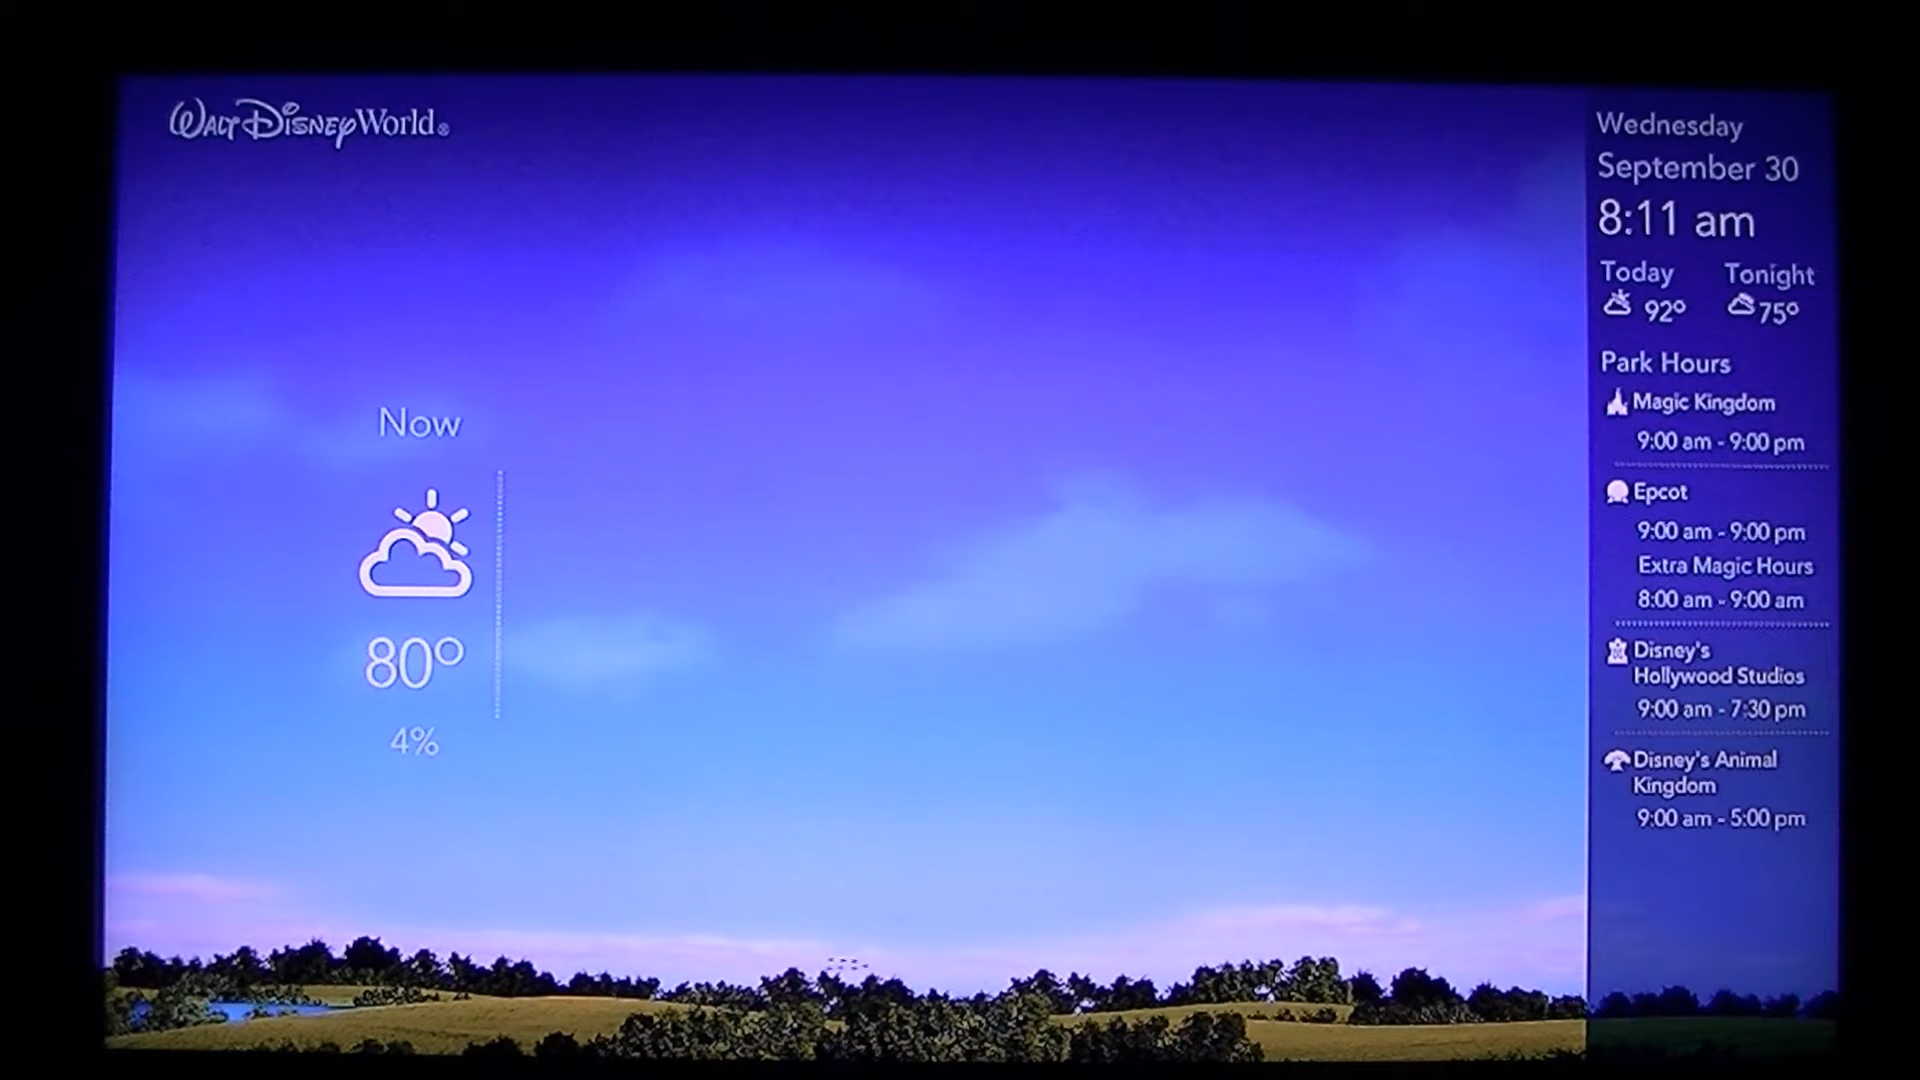 Walt Disney World®
Now
80°
4%
Wednesday
September 30
8:11 am
Today Tonight
92° 75°
Park Hours
Magic Kingdom
9:00 am - 9:00 pm
Epcot
9:00 am - 9:00 pm
Extra Magic Hours
8:00 am - 9:00 am
Disney's
Hollywood Studios
9:00 am - 7:30 pm
Disney's Animal
Kingdom
9:00 am - 5:00 pm